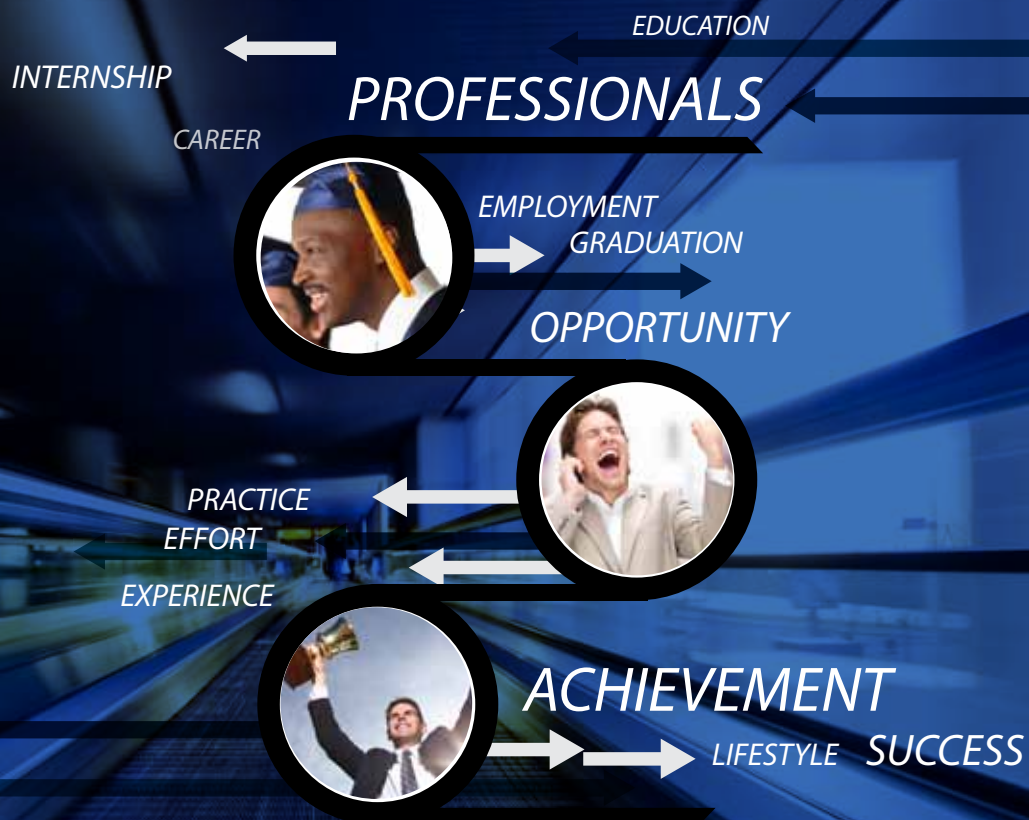 EDUCATION
INTERNSHIP
PROFESSIONALS
CAREER
EMPLOYMENT
GRADUATION
OPPORTUNITY
PRACTICE
EFFORT
EXPERIENCE
ACHIEVEMENT
LIFESTYLE SUCCESS